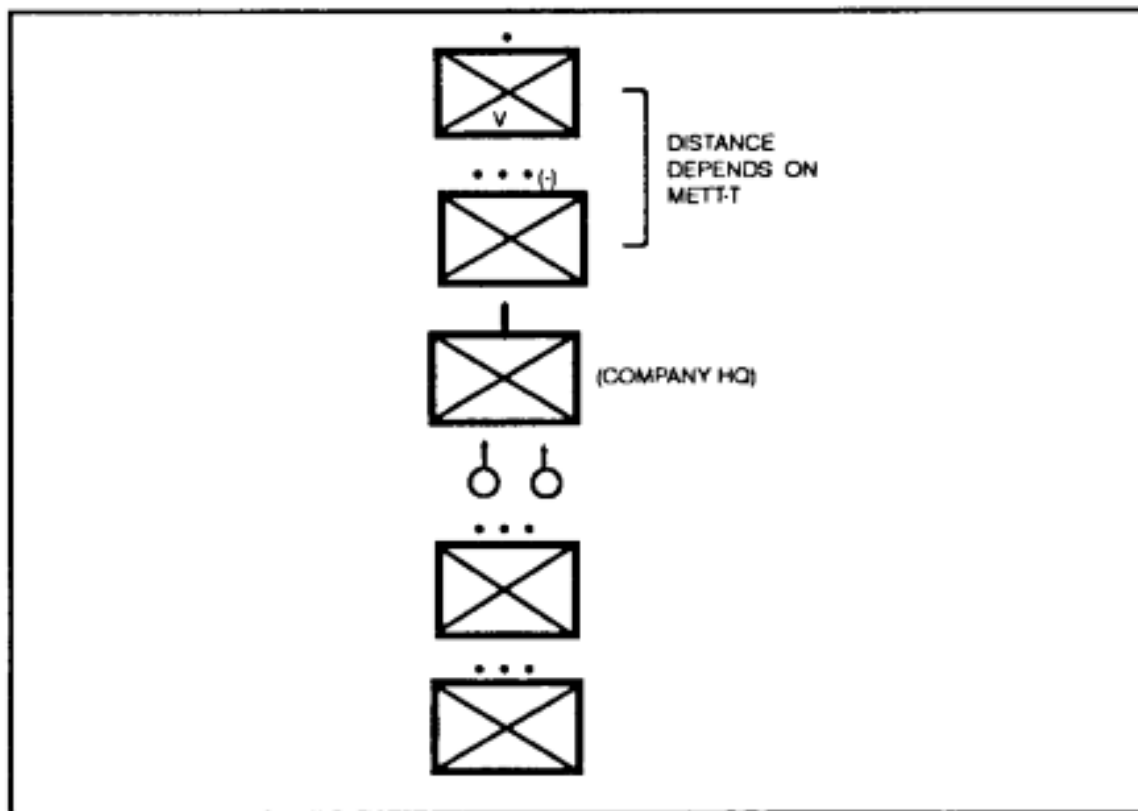 V
(-)
DISTANCE
DEPENDS ON
METT-T
(COMPANY HQ)